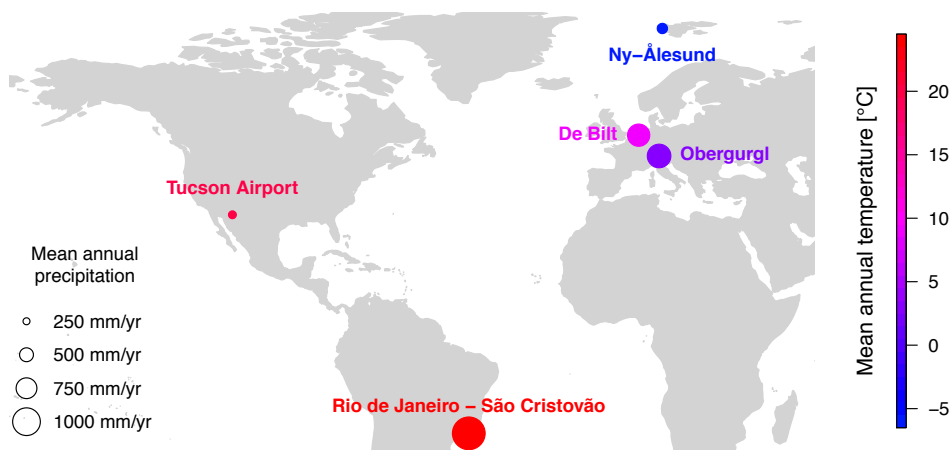 Ny−Ålesund
De Bilt
Obergurgl
Tucson Airport
Rio de Janeiro − São Cristovão
Mean annual
precipitation
250 mm/yr
500 mm/yr
750 mm/yr
1000 mm/yr
Mean annual temperature [°C]
20
15
10
5
0
−5